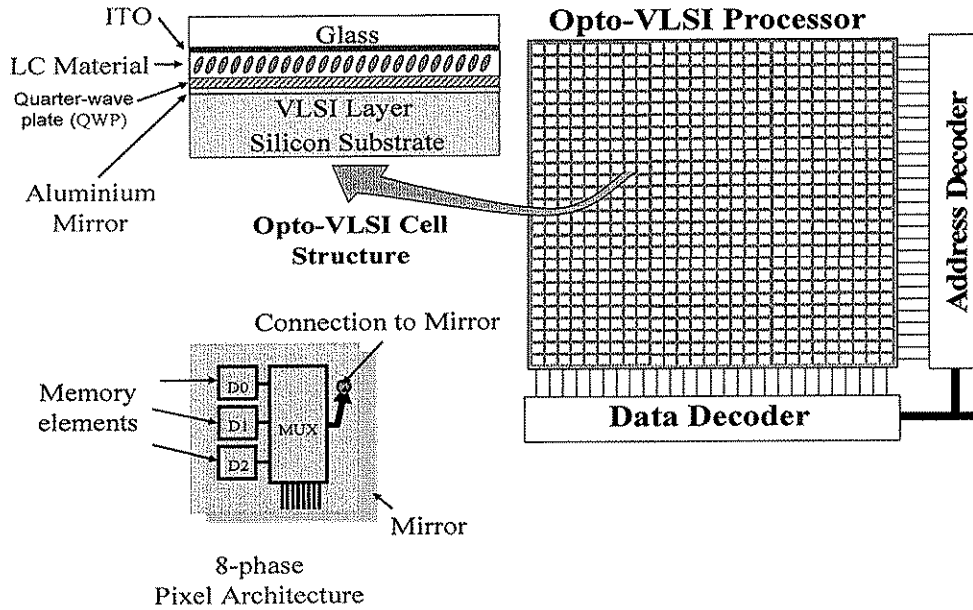 ITO
Glass
LC Material
Quarter-wave
plate (QWP)
VLSI Layer
Silicon Substrate
Aluminium
Mirror
Opto-VLSI Cell
Structure
Opto-VLSI Processor
Address Decoder
Data Decoder
Connection to Mirror
Memory
elements
D0
D1
D2
MUX
Mirror
8-phase
Pixel Architecture